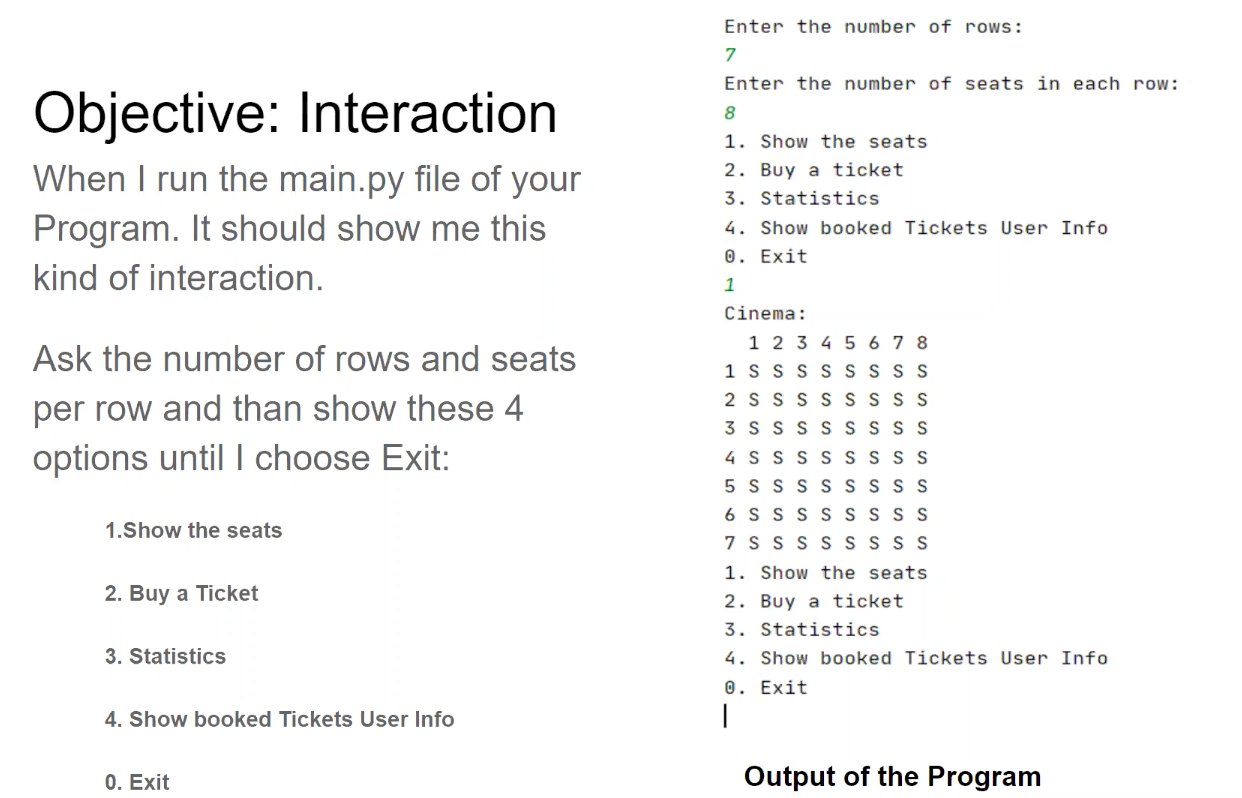 Objective: Interaction
When I run the main.py file of your
Program. It should show me this
kind of interaction.
Ask the number of rows and seats
per row and than show these 4
options until I choose Exit:
1.Show the seats
2. Buy a Ticket
3. Statistics
4. Show booked Tickets User Info
0. Exit
Enter the number of rows:
7
Enter the number of seats in each row:
8
1. Show the seats
2. Buy a ticket
3. Statistics
4. Show booked Tickets User Info
0. Exit
1
Cinema:
1 2 3 4 5 6 7 8
1 S S S S S S S S
2 S S S S S S S S
3 S S S S S S S S
4 S S S S S S S S
5 S S S S S S S S
6 S S S S S S S S
7 S S S S S S S S
1. Show the seats
2. Buy a ticket
3. Statistics
4. Show booked Tickets User Info
0. Exit
Output of the Program